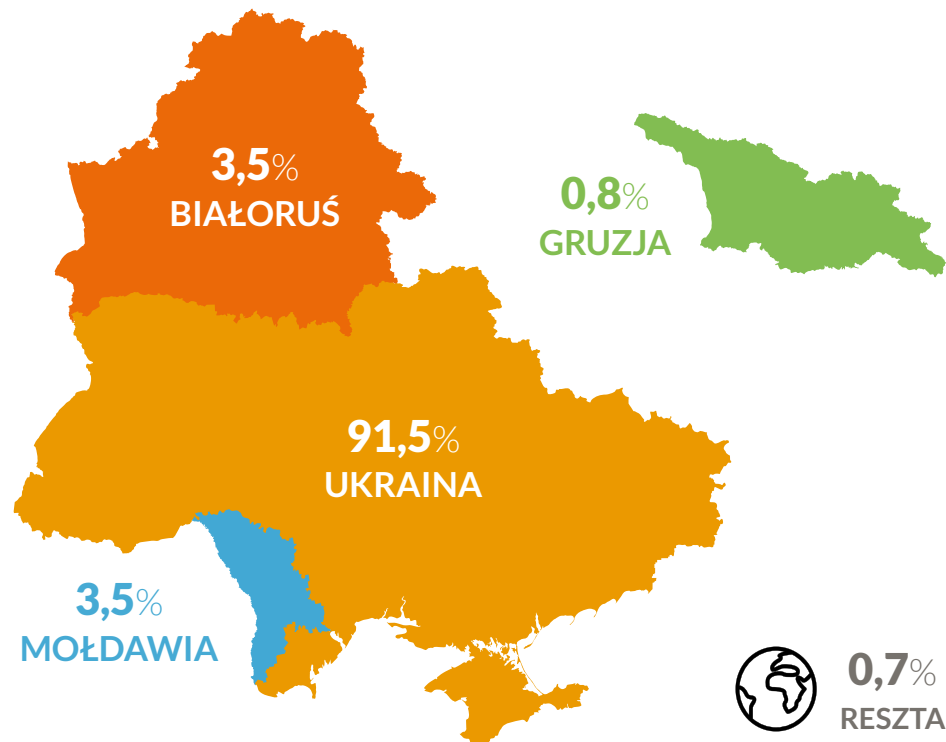 3,5%
BIAŁORUŚ
0,8%
GRUZJA
91,5%
UKRAINA
3,5%
MOŁDAWIA
0,7%
RESZTA